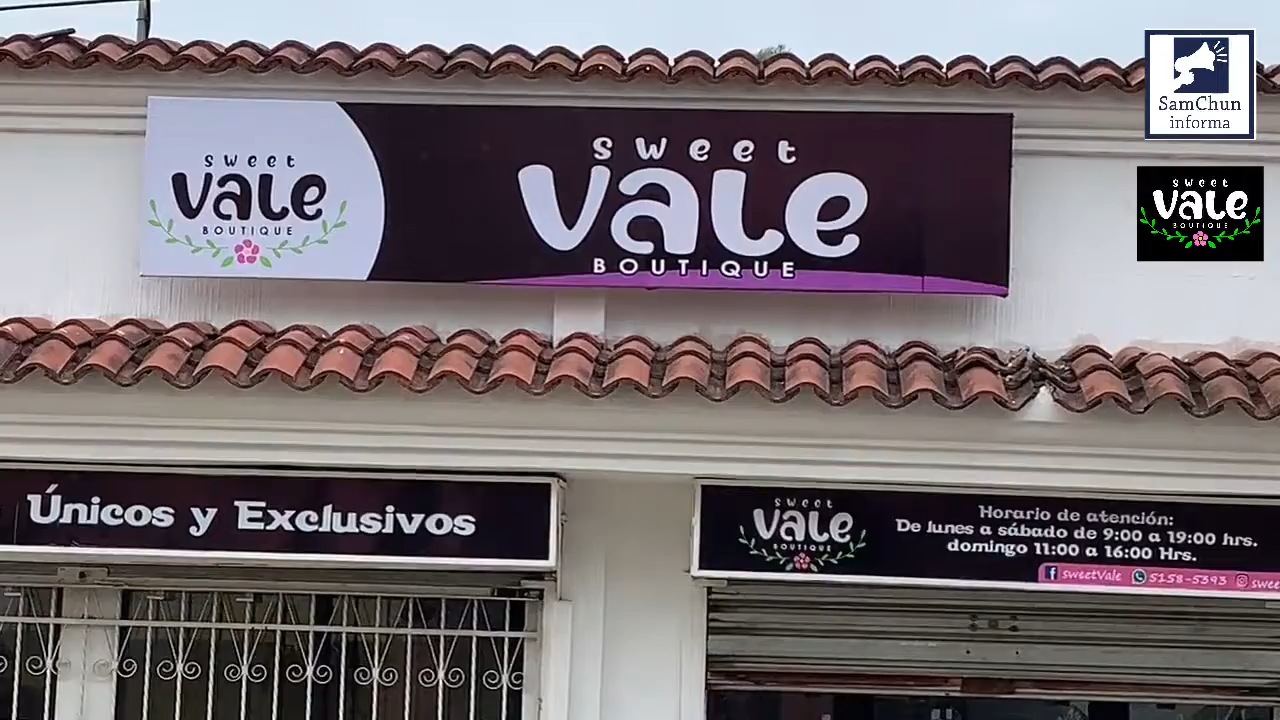 SamChun
informa
sweet
vale
BOUTIQUE
sweet
vale
BOUTIQUE
sweet
vale
BOUTIQUE
Únicos y Exclusivos
sweet
vale
BOUTIQUE
Horario de atención:
De lunes a sábado de 9:00 a 19:00 hrs.
domingo 11:00 a 16:00 Hrs.
sweetVale 5158-5393